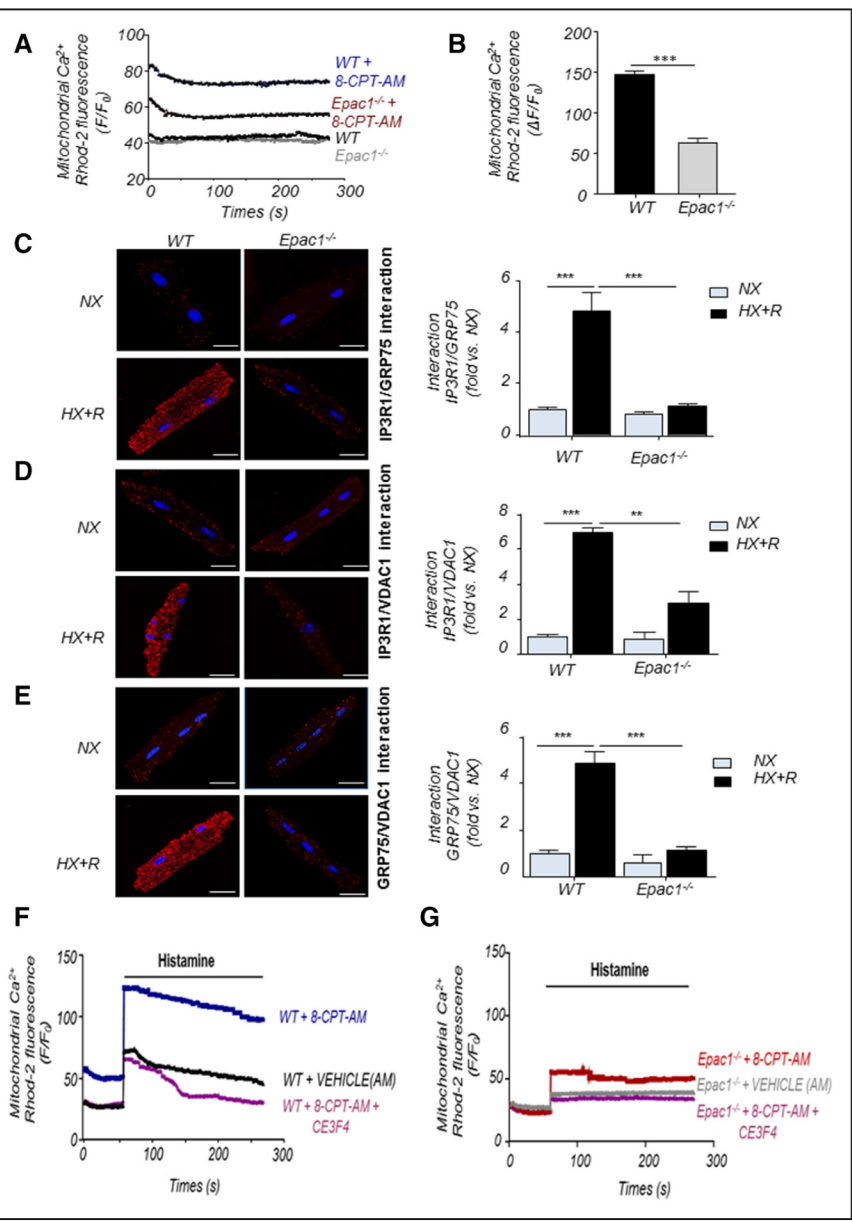 A
Mitochondrial Ca2+
Rhod-2 fluorescence
(F/F0)
100
80
60
40
20
0
100
200
300
Times (s)
WT +
8-CPT-AM
Epac1-/- +
8-CPT-AM
WT
Epac1-/-
B
Mitochondrial Ca2+
Rhod-2 fluorescence
(ΔF/F0)
200
150
100
50
0
***
WT
Epac1-/-
C
WT
Epac1-/-
NX
HX+R
IP3R1/GRP75 interaction
Interaction
IP3R1/GRP75
(fold vs. NX)
6
4
2
0
*** ***
NX
HX+R
WT
Epac1-/-
D
NX
HX+R
IP3R1/VDAC1 Interaction
Interaction
IP3R1/VDAC1
(fold vs. NX)
8
6
4
2
0
*** **
NX
HX+R
WT
Epac1-/-
E
NX
HX+R
GRP75/VDAC1 Interaction
Interaction
GRP75/VDAC1
(fold vs. NX)
6
4
2
0
*** ***
NX
HX+R
WT
Epac1-/-
F
Mitochondrial Ca2+
Rhod-2 fluorescence
(F/F0)
150
100
50
0
0
100
200
300
Times (s)
Histamine
WT + 8-CPT-AM
WT + VEHICLE(AM)
WT + 8-CPT-AM +
CE3F4
G
Mitochondrial Ca2+
Rhod-2 fluorescence
(F/F0)
150
100
50
0
0
100
200
300
Times (s)
Histamine
Epac1-/- + 8-CPT-AM
Epac1-/- + VEHICLE (AM)
Epac1-/- + 8-CPT-AM +
CE3F4